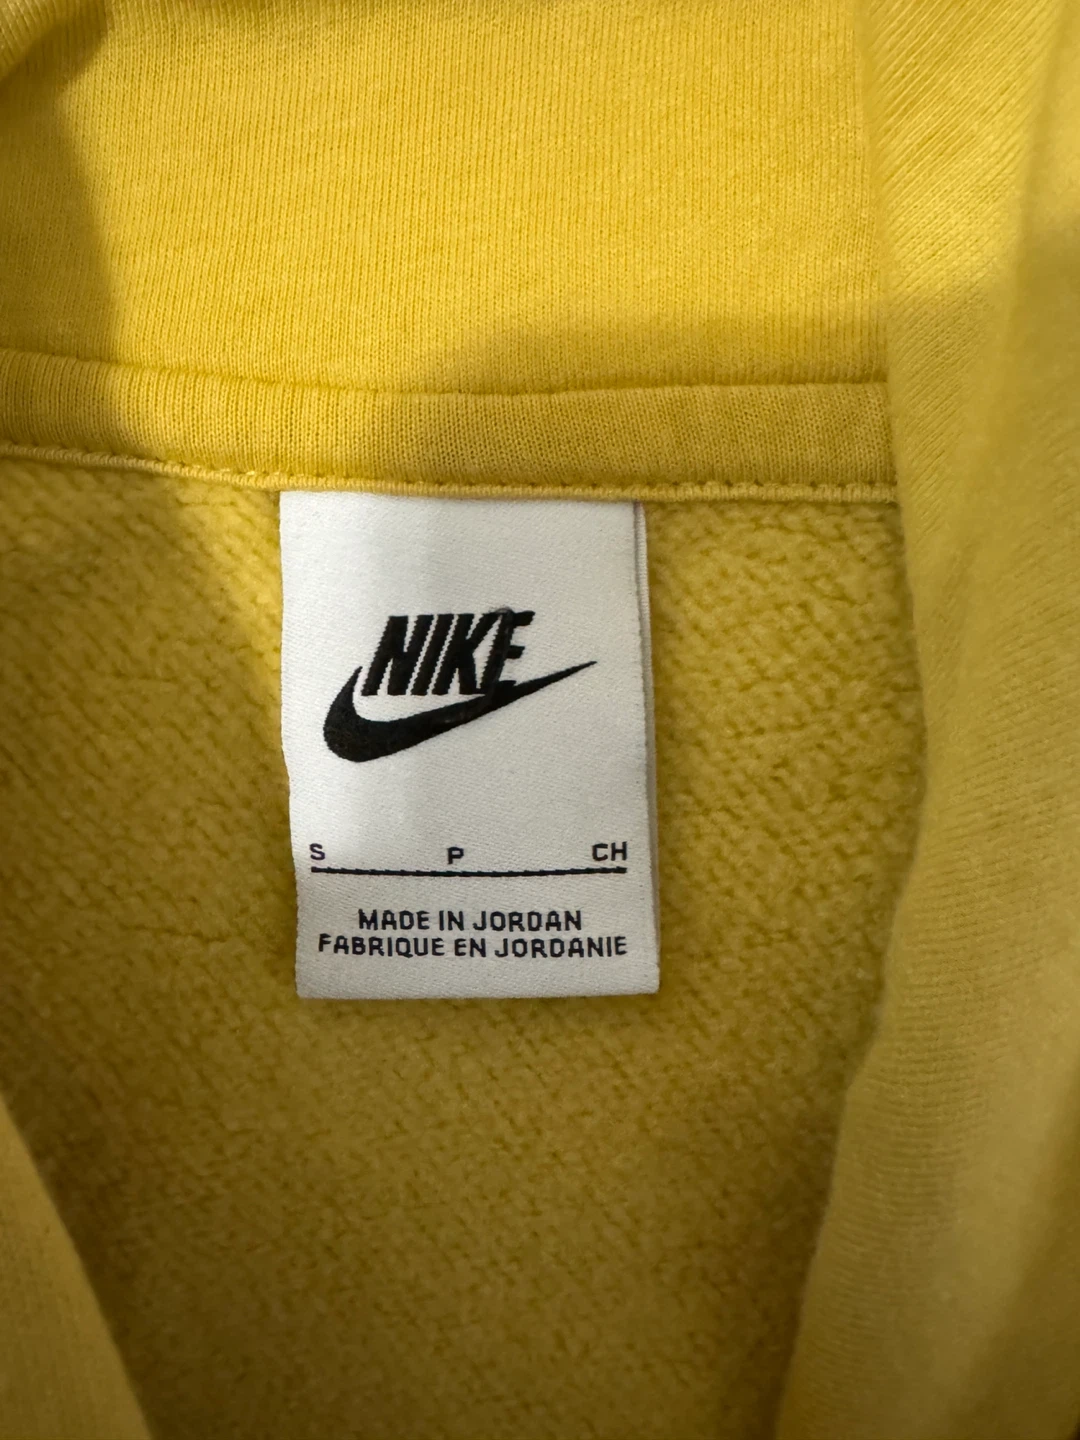 NIKE
S P CH
MADE IN JORDAN
FABRIQUE EN JORDANIE